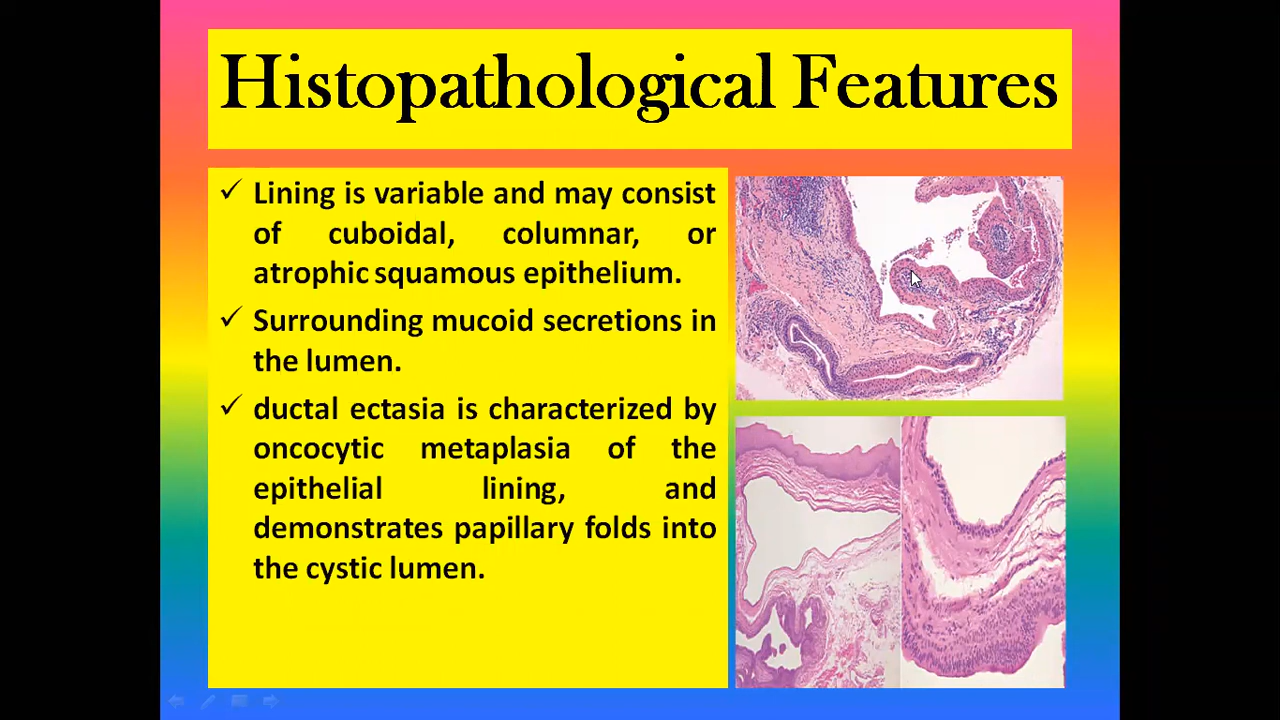 Histopathological Features
✓ Lining is variable and may consist
of cuboidal, columnar, or
atrophic squamous epithelium.
✓ Surrounding mucoid secretions in
the lumen.
✓ ductal ectasia is characterized by
oncocytic metaplasia of the
epithelial lining, and
demonstrates papillary folds into
the cystic lumen.